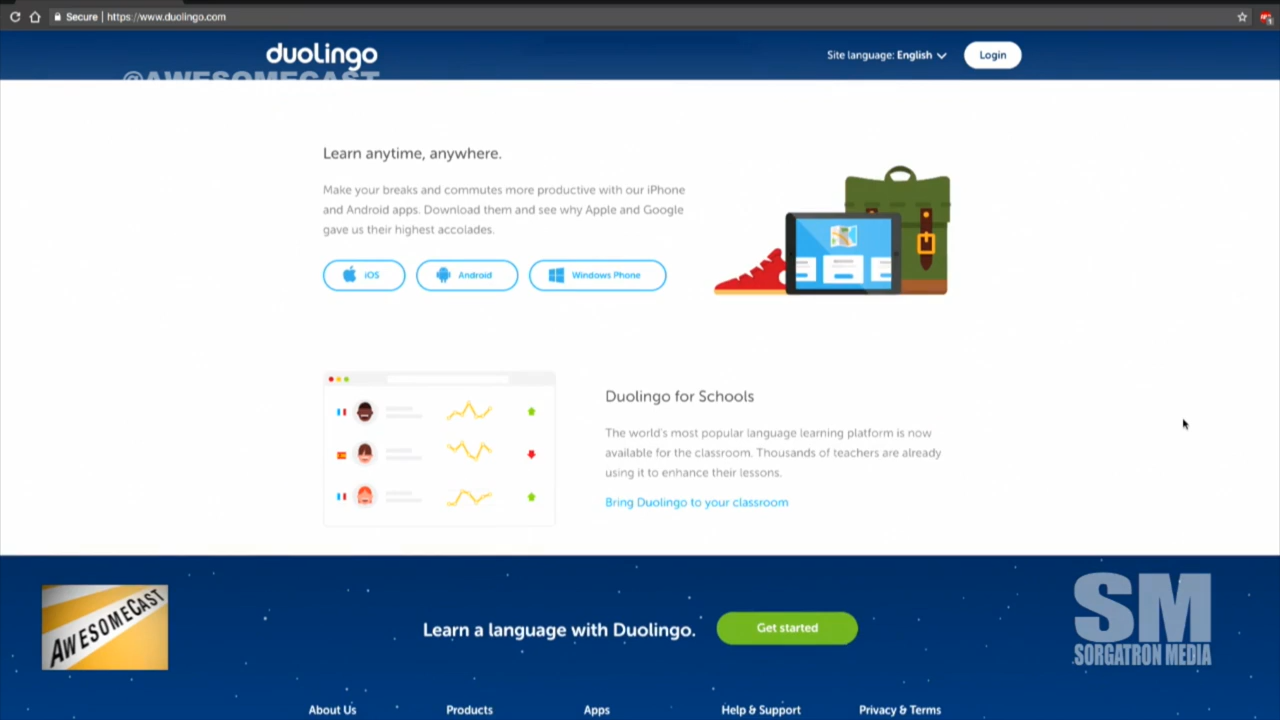 Secure | https://www.duolingo.com
duolingo
Site language: English
Login
@AWESOMECAST
Learn anytime, anywhere.
Make your breaks and commutes more productive with our iPhone
and Android apps. Download them and see why Apple and Google
gave us their highest accolades.
iOS
Android
Windows Phone
Duolingo for Schools
The world's most popular language learning platform is now
available for the classroom. Thousands of teachers are already
using it to enhance their lessons.
Bring Duolingo to your classroom
AWESOMECAST
Learn a language with Duolingo.
Get started
SM
SORGATRON MEDIA
About Us
Products
Apps
Help & Support
Privacy & Terms